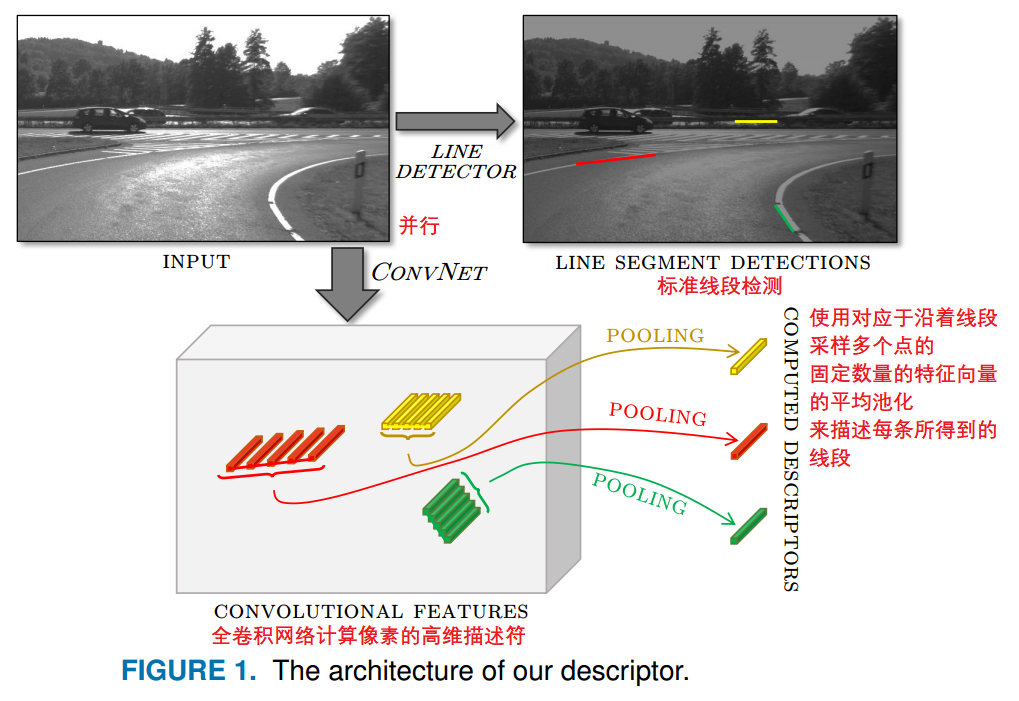 LINE
DETECTOR
并行
INPUT
CONVNET
LINE SEGMENT DETECTIONS
标准线段检测
POOLING
POOLING
POOLING
COMPUTED DESCRIPTORS
使用对应于沿着线段
采样多个点的
固定数量的特征向量
的平均池化
来描述每条所得到的
线段
CONVOLUTIONAL FEATURES
全卷积网络计算像素的高维描述符
FIGURE 1. The architecture of our descriptor.